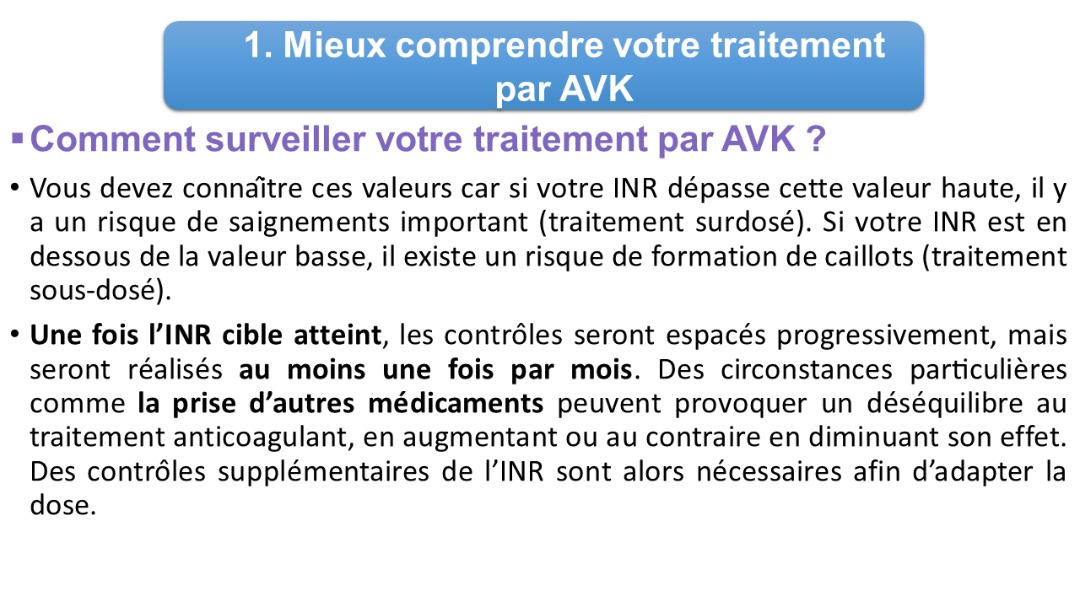 1. Mieux comprendre votre traitement
par AVK
▪ Comment surveiller votre traitement par AVK ?
• Vous devez connaître ces valeurs car si votre INR dépasse cette valeur haute, il y
a un risque de saignements important (traitement surdosé). Si votre INR est en
dessous de la valeur basse, il existe un risque de formation de caillots (traitement
sous-dosé).
• Une fois l’INR cible atteint, les contrôles seront espacés progressivement, mais
seront réalisés au moins une fois par mois. Des circonstances particulières
comme la prise d’autres médicaments peuvent provoquer un déséquilibre au
traitement anticoagulant, en augmentant ou au contraire en diminuant son effet.
Des contrôles supplémentaires de l’INR sont alors nécessaires afin d’adapter la
dose.